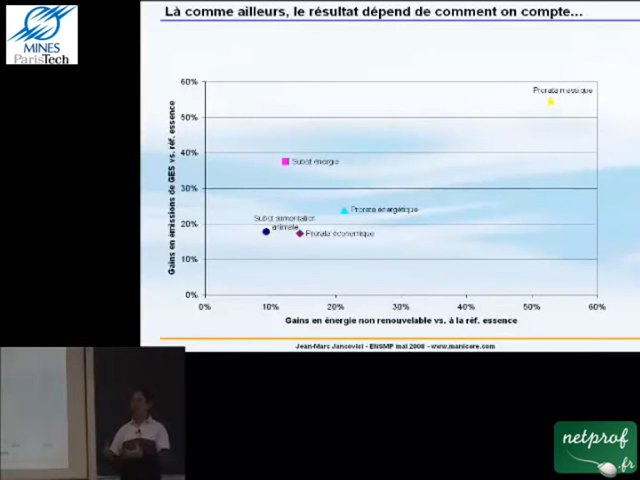 MINES
ParisTech
Là comme ailleurs, le résultat dépend de comment on compte…
Gains en émissions de GES vs. réf. essence
60%
50%
40%
30%
20%
10%
0%
Prorata massique
Subst énergie
Prorata énergétique
Subst alimentation
animale
Prorata économique
0%
10%
20%
30%
40%
50%
60%
Gains en énergie non renouvelable vs. à la réf. essence
Jean-Marc Jancovici - ENSMP mai 2008 - www.manicore.com
netprof
.fr